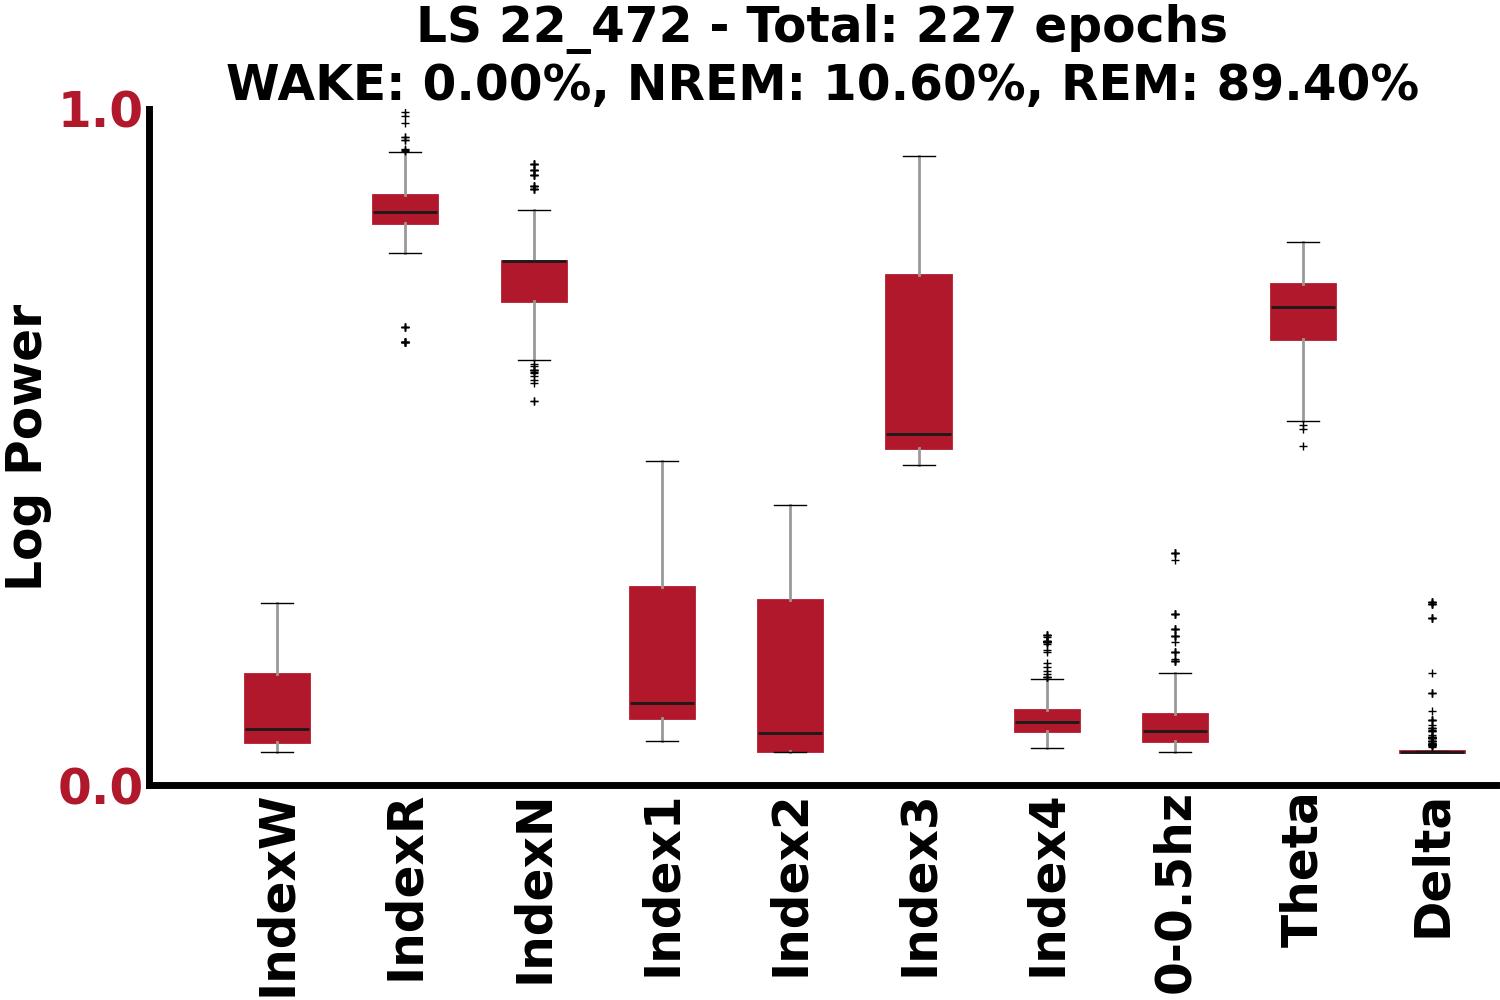 LS 22_472 - Total: 227 epochs
WAKE: 0.00%, NREM: 10.60%, REM: 89.40%
1.0
Log Power
0.0
IndexW
IndexR
IndexN
Index1
Index2
Index3
Index4
0-0.5hz
Theta
Delta